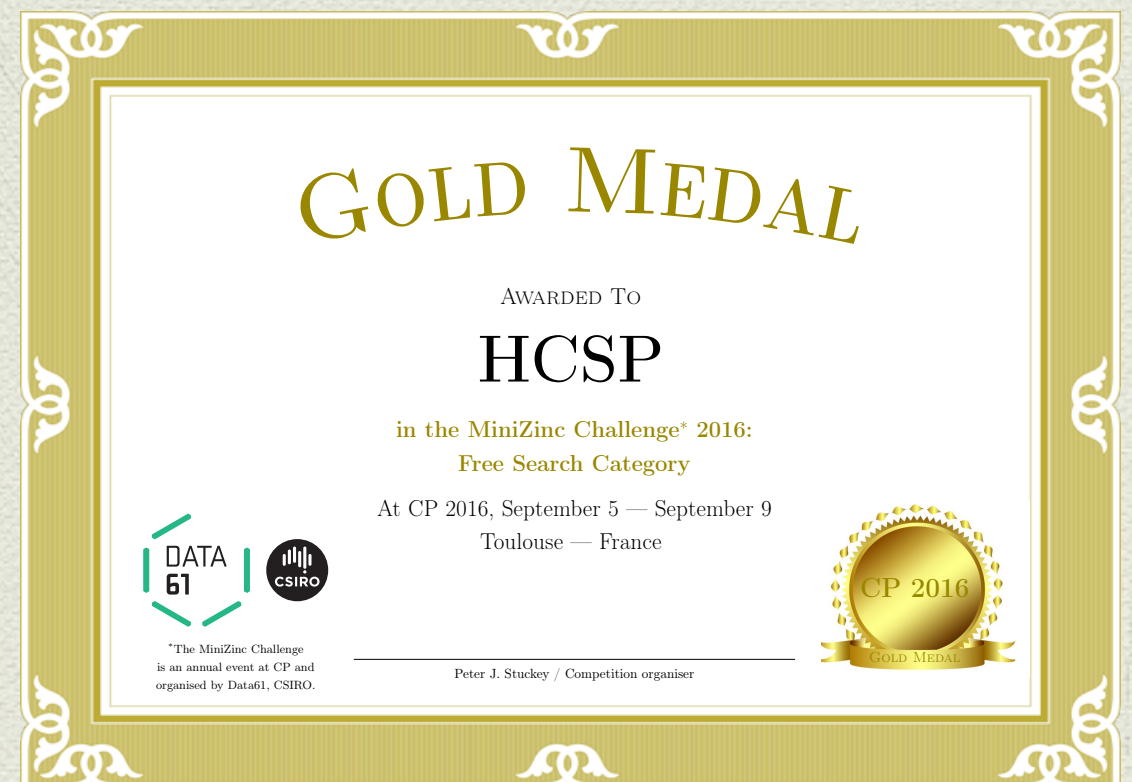 Gold Medal
Awarded To
HCSP
in the MiniZinc Challenge* 2016:
Free Search Category
At CP 2016, September 5 — September 9
Toulouse — France
DATA
61
CSIRO
CP 2016
Gold Medal
*The MiniZinc Challenge
is an annual event at CP and
organised by Data61, CSIRO.
Peter J. Stuckey / Competition organiser